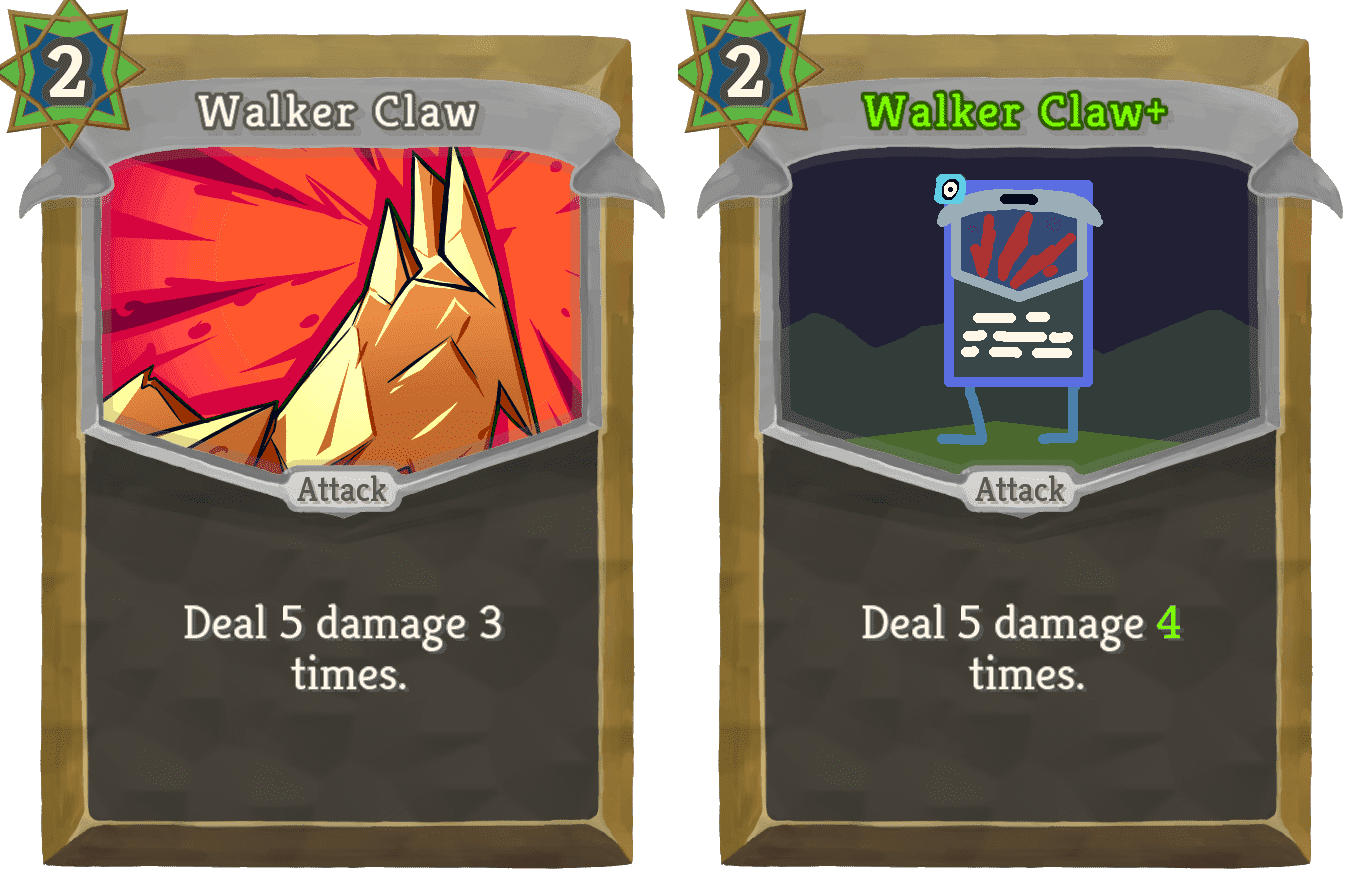 2
Walker Claw
Attack
Deal 5 damage 3
times.
2
Walker Claw+
Attack
Deal 5 damage 4
times.